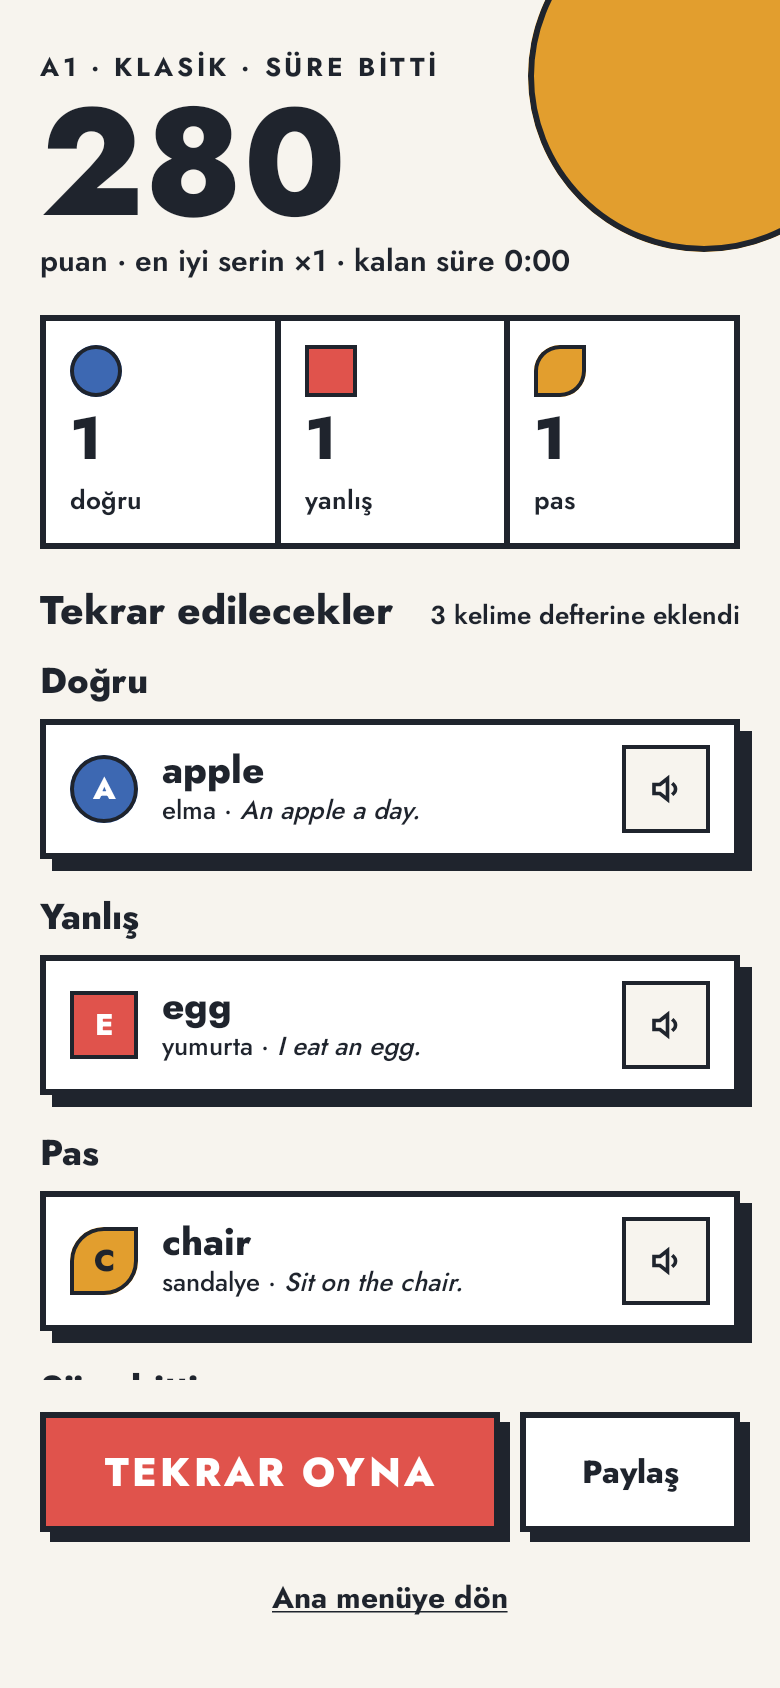 A1 · KLASİK · SÜRE BİTTİ
280
puan · en iyi serin ×1 · kalan süre 0:00
1
doğru
1
yanlış
1
pas
Tekrar edilecekler
3 kelime defterine eklendi
Doğru
A
apple
elma · An apple a day.
Yanlış
E
egg
yumurta · I eat an egg.
Pas
C
chair
sandalye · Sit on the chair.
TEKRAR OYNA
Paylaş
Ana menüye dön